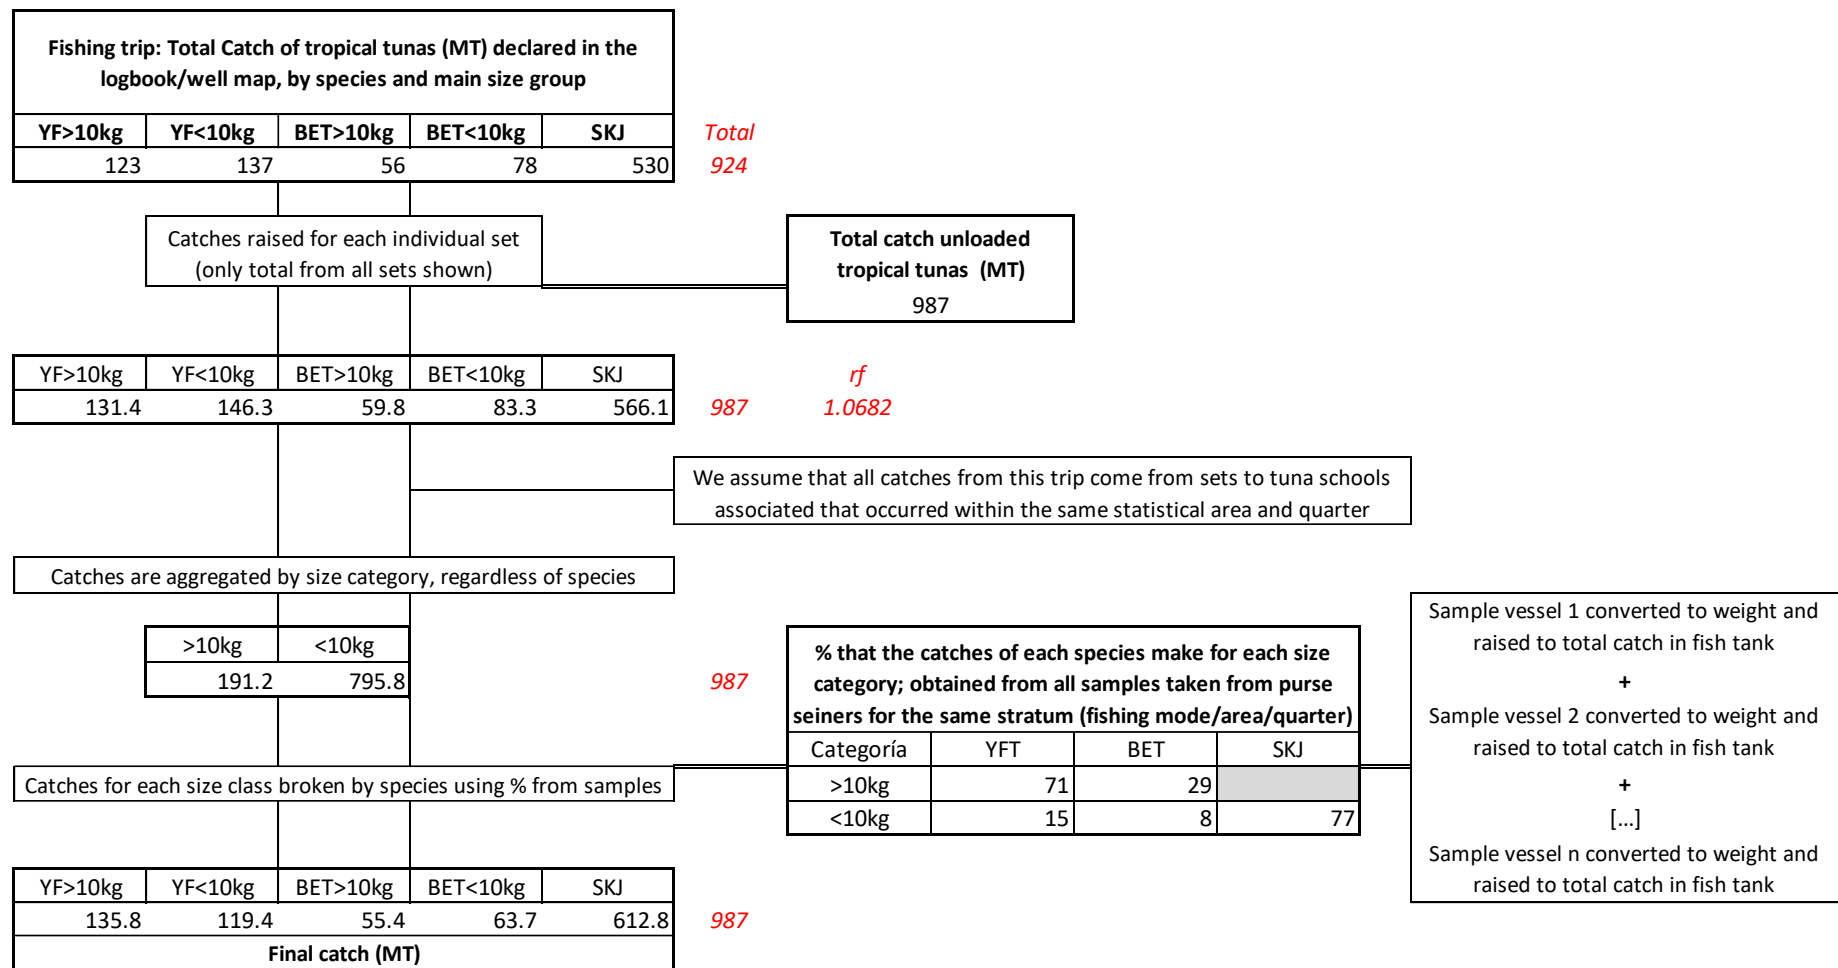 Fishing trip: Total Catch of tropical tunas (MT) declared in the
logbook/well map, by species and main size group
YF>10kg YF<10kg BET>10kg BET<10kg SKJ Total
123 137 56 78 530 924
Catches raised for each individual set
(only total from all sets shown)
Total catch unloaded
tropical tunas (MT)
987
YF>10kg YF<10kg BET>10kg BET<10kg SKJ rf
131.4 146.3 59.8 83.3 566.1 987 1.0682
We assume that all catches from this trip come from sets to tuna schools
associated that occurred within the same statistical area and quarter
Catches are aggregated by size category, regardless of species
>10kg <10kg
191.2 795.8 987
% that the catches of each species make for each size
category; obtained from all samples taken from purse
seiners for the same stratum (fishing mode/area/quarter)
Categoría YFT BET SKJ
>10kg 71 29
<10kg 15 8 77
Sample vessel 1 converted to weight and
raised to total catch in fish tank
+
Sample vessel 2 converted to weight and
raised to total catch in fish tank
+
[...]
Sample vessel n converted to weight and
raised to total catch in fish tank
Catches for each size class broken by species using % from samples
YF>10kg YF<10kg BET>10kg BET<10kg SKJ
135.8 119.4 55.4 63.7 612.8 987
Final catch (MT)